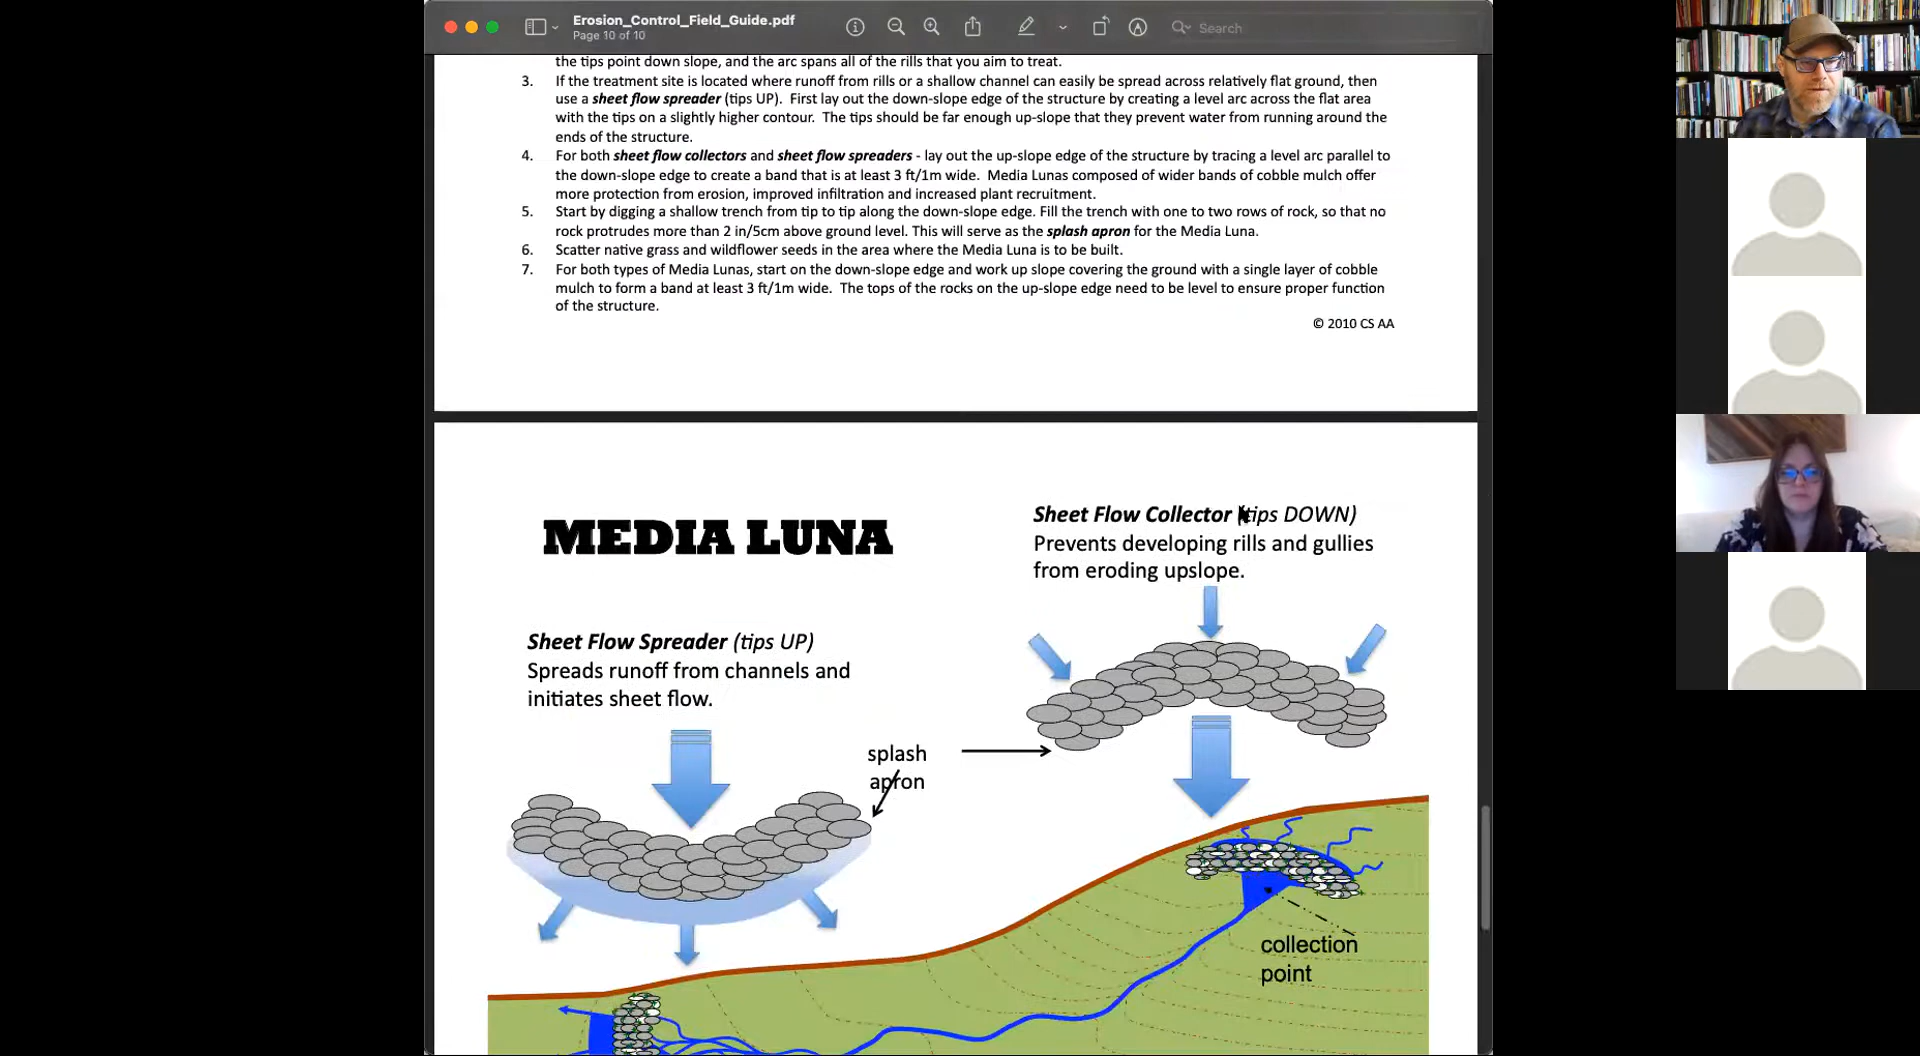 Erosion_Control_Field_Guide.pdf
Page 10 of 10
Search
the tips point down slope, and the arc spans all of the rills that you aim to treat.
3. If the treatment site is located where runoff from rills or a shallow channel can easily be spread across relatively flat ground, then
use a sheet flow spreader (tips UP). First lay out the down-slope edge of the structure by creating a level arc across the flat area
with the tips on a slightly higher contour. The tips should be far enough up-slope that they prevent water from running around the
ends of the structure.
4. For both sheet flow collectors and sheet flow spreaders - lay out the up-slope edge of the structure by tracing a level arc parallel to
the down-slope edge to create a band that is at least 3 ft/1m wide. Media Lunas composed of wider bands of cobble mulch offer
more protection from erosion, improved infiltration and increased plant recruitment.
5. Start by digging a shallow trench from tip to tip along the down-slope edge. Fill the trench with one to two rows of rock, so that no
rock protrudes more than 2 in/5cm above ground level. This will serve as the splash apron for the Media Luna.
6. Scatter native grass and wildflower seeds in the area where the Media Luna is to be built.
7. For both types of Media Lunas, start on the down-slope edge and work up slope covering the ground with a single layer of cobble
mulch to form a band at least 3 ft/1m wide. The tops of the rocks on the up-slope edge need to be level to ensure proper function
of the structure.
© 2010 CS AA
MEDIA LUNA
Sheet Flow Collector (tips DOWN)
Prevents developing rills and gullies
from eroding upslope.
Sheet Flow Spreader (tips UP)
Spreads runoff from channels and
initiates sheet flow.
splash
apron
collection
point